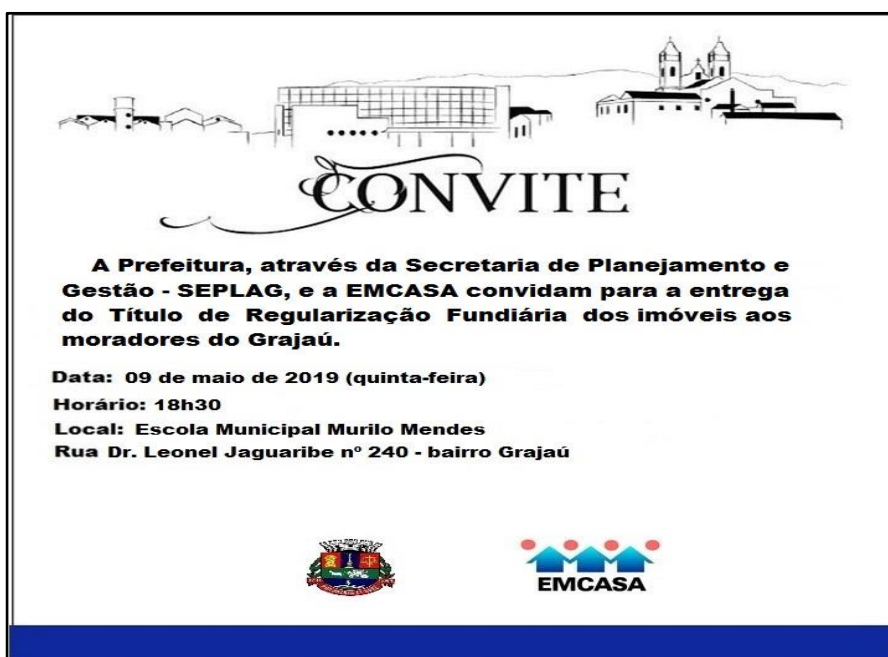 CONVITE
A Prefeitura, através da Secretaria de Planejamento e
Gestão - SEPLAG, e a EMCASA convidam para a entrega
do Título de Regularização Fundiária dos imóveis aos
moradores do Grajaú.
Data: 09 de maio de 2019 (quinta-feira)
Horário: 18h30
Local: Escola Municipal Murilo Mendes
Rua Dr. Leonel Jaguaribe nº 240 - bairro Grajaú
EMCASA